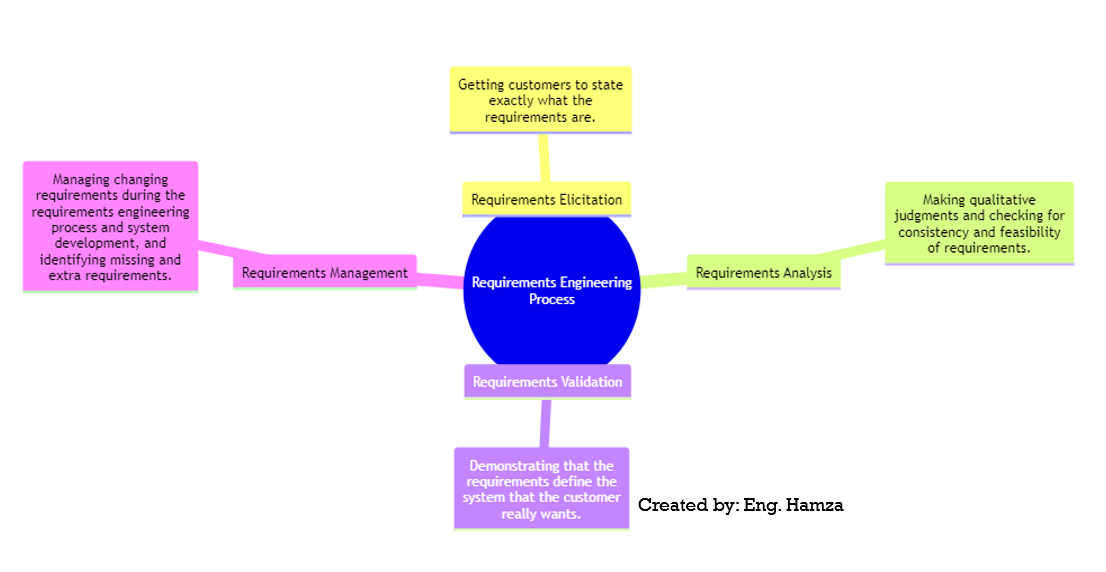 Getting customers to state
exactly what the
requirements are.
Requirements Elicitation
Managing changing
requirements during the
requirements engineering
process and system
development, and
identifying missing and
extra requirements.
Requirements Management
Requirements Engineering
Process
Requirements Analysis
Making qualitative
judgments and checking for
consistency and feasibility
of requirements.
Requirements Validation
Demonstrating that the
requirements define the
system that the customer
really wants.
Created by: Eng. Hamza